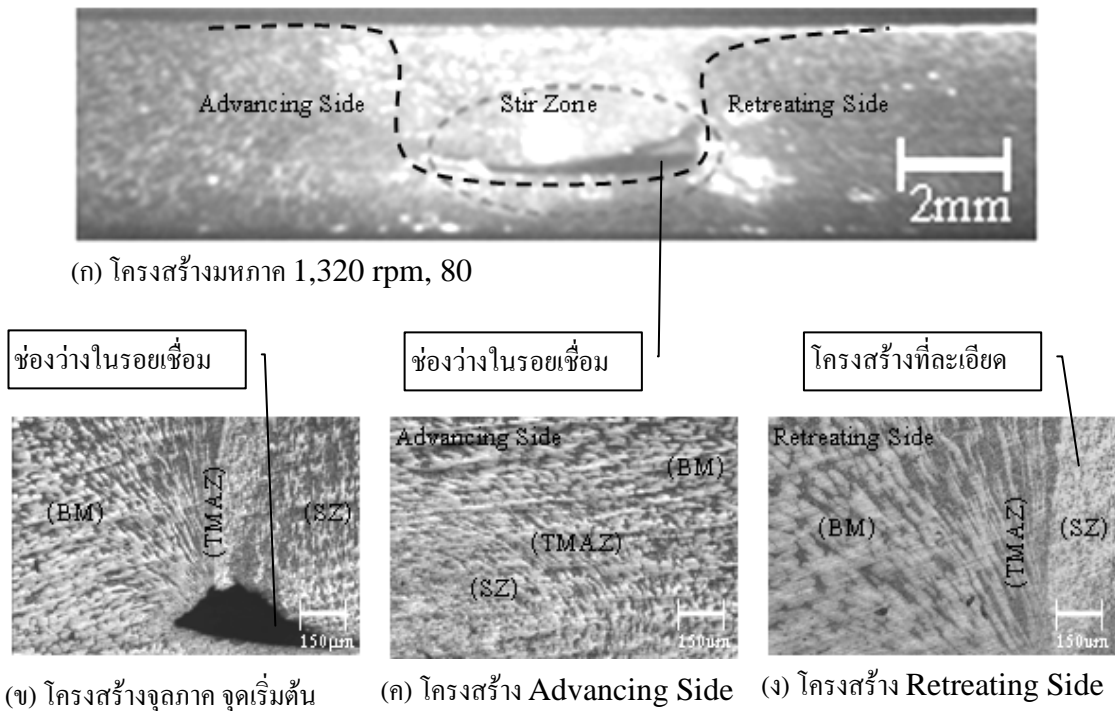 Advancing Side
Stir Zone
Retreating Side
2mm
(ก) โครงสร้างมหภาค 1,320 rpm, 80
ช่องว่างในรอยเชื่อม
ช่องว่างในรอยเชื่อม
โครงสร้างที่ละเอียด
(BM)
(TMAZ)
(SZ)
150μm
Advancing Side
(BM)
(TMAZ)
(SZ)
150um
Retreating Side
(BM)
(TMAZ)
(SZ)
150um
(ข) โครงสร้างจุลภาค จุดเริ่มต้น
(ค) โครงสร้าง Advancing Side
(ง) โครงสร้าง Retreating Side